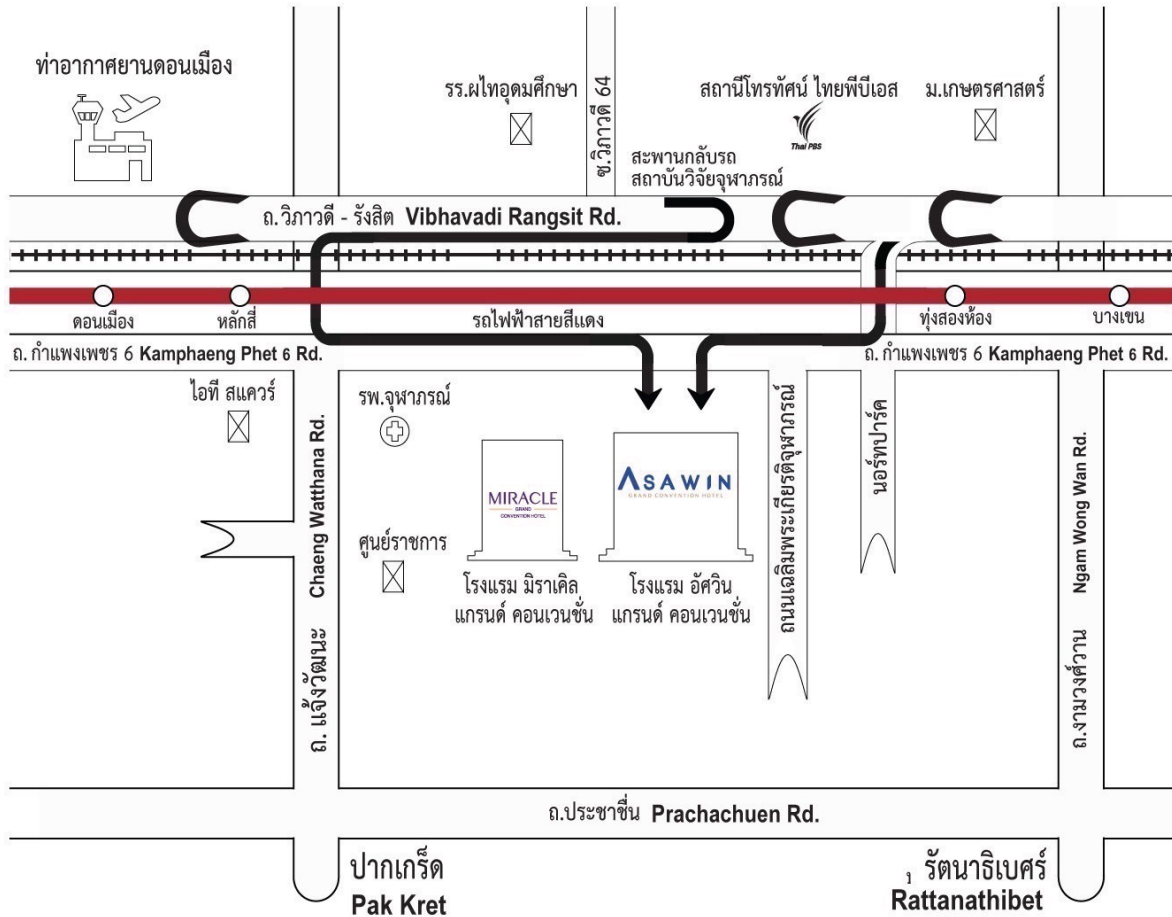 ท่าอากาศยานดอนเมือง
รร.ผไทอุดมศึกษา
ซ.วิภาวดี 64
สถานีโทรทัศน์ ไทยพีบีเอส
Thai PBS
ม.เกษตรศาสตร์
สะพานกลับรถ
สถาบันวิจัยจุฬาภรณ์
ถ.วิภาวดี - รังสิต Vibhavadi Rangsit Rd.
ดอนเมือง
หลักสี่
รถไฟฟ้าสายสีแดง
ทุ่งสองห้อง
บางเขน
ถ. กำแพงเพชร 6 Kamphaeng Phet 6 Rd.
ถ. กำแพงเพชร 6 Kamphaeng Phet 6 Rd.
ไอที สแควร์
ถ. แจ้งวัฒนะ Chaeng Watthana Rd.
รพ.จุฬาภรณ์
ศูนย์ราชการ
MIRACLE
GRAND
CONVENTION HOTEL
โรงแรม มิราเคิล
แกรนด์ คอนเวนชั่น
ASAWIN
GRAND CONVENTION HOTEL
โรงแรม อัศวิน
แกรนด์ คอนเวนชั่น
ถนนเฉลิมพระเกียรติจุฬาภรณ์
นอร์ทปาร์ค
ถ.งามวงศ์วาน Ngam Wong Wan Rd.
ถ.ประชาชื่น Prachachuen Rd.
ปากเกร็ด
Pak Kret
รัตนาธิเบศร์
Rattanathibet